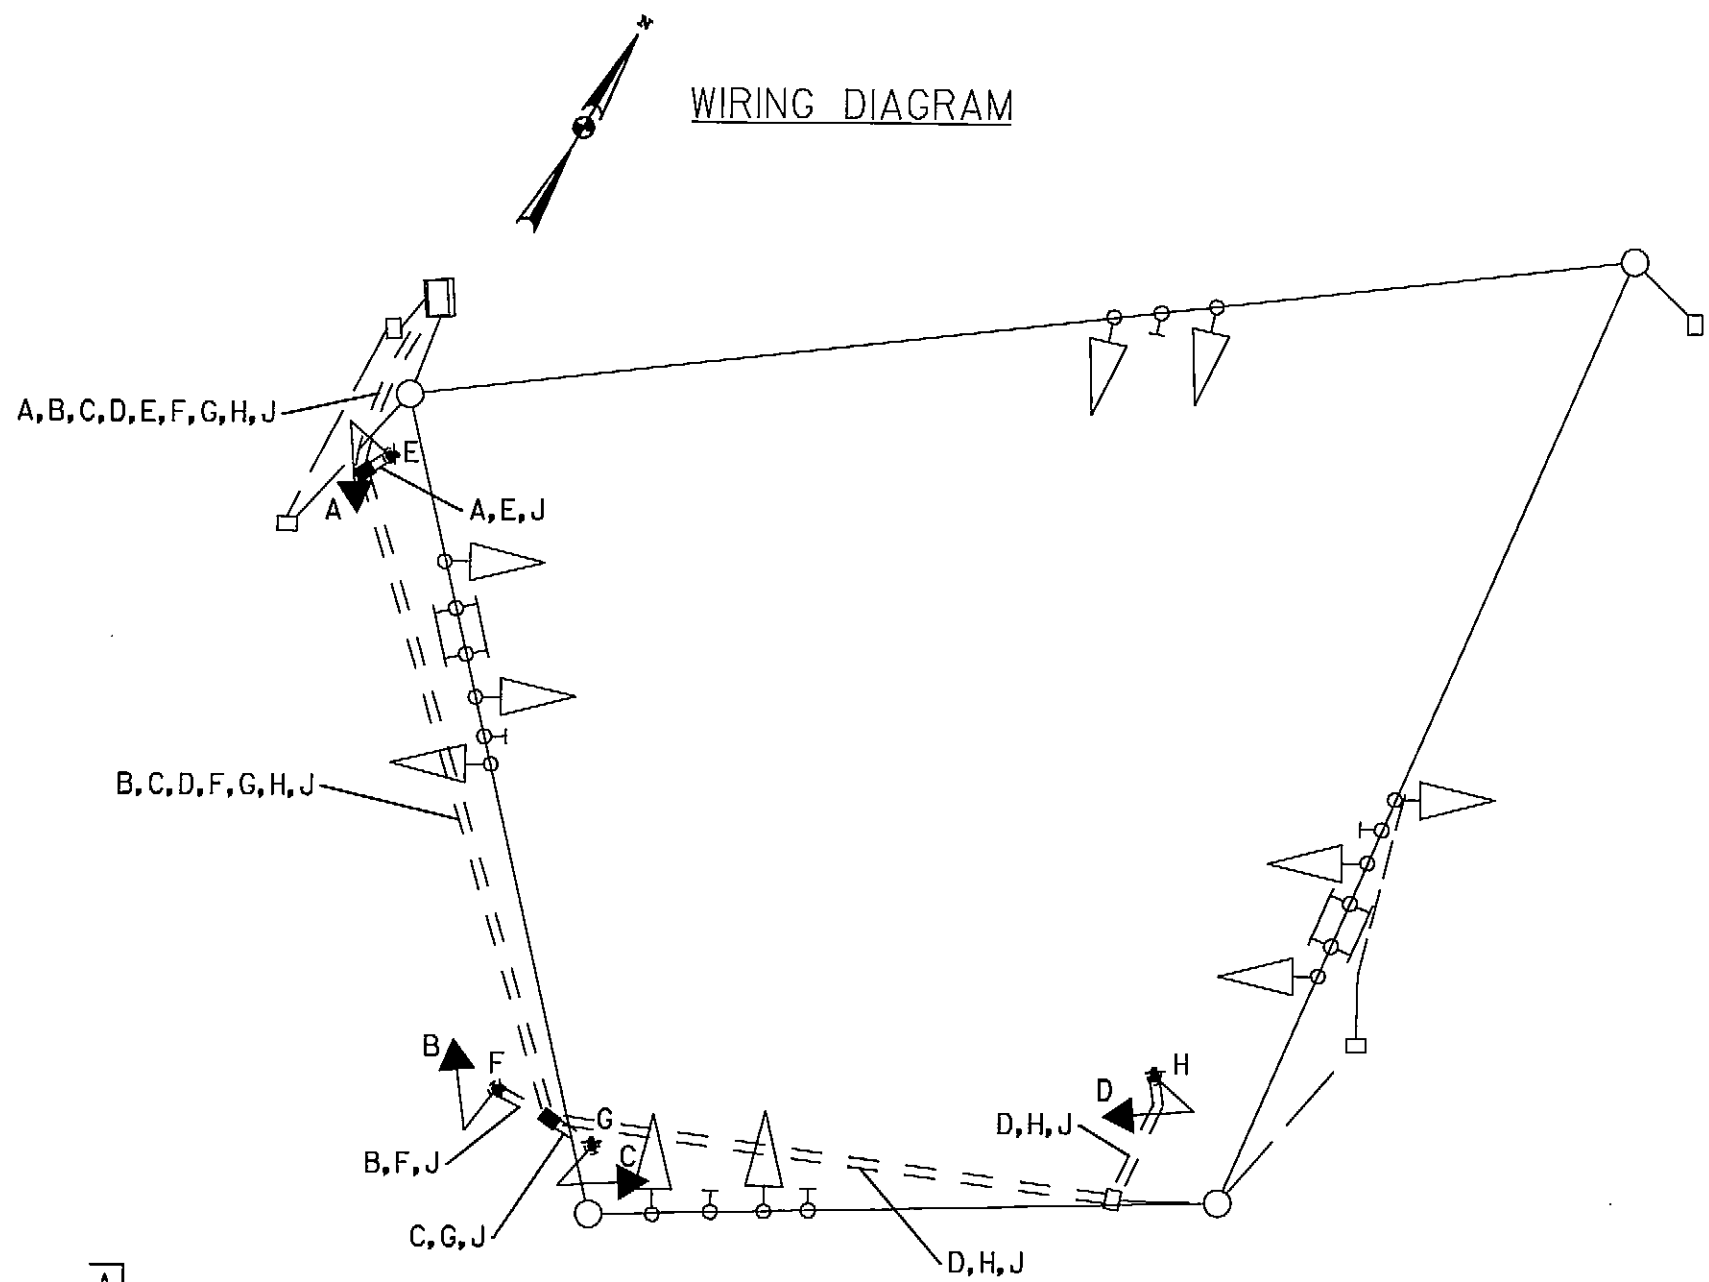 N
WIRING DIAGRAM
A,B,C,D,E,F,G,H,J
E
A
A,E,J
B,C,D,F,G,H,J
B
F
H
D
G
D,H,J
C
B,F,J
C,G,J
D,H,J
A